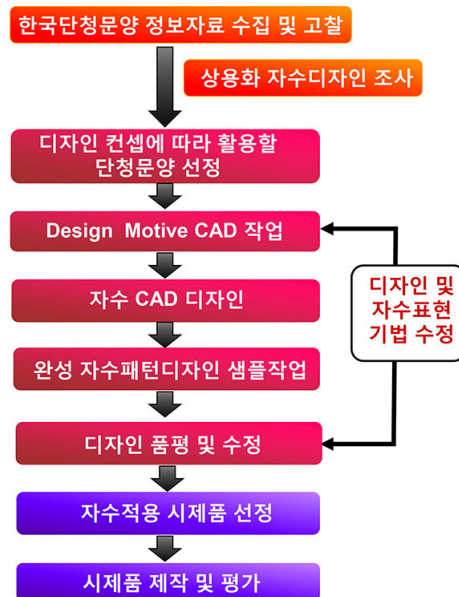 한국단청문양 정보자료 수집 및 고찰
상용화 자수디자인 조사
디자인 컨셉에 따라 활용할
단청문양 선정
Design Motive CAD 작업
자수 CAD 디자인
디자인 및
자수표현
기법 수정
완성 자수패턴디자인 샘플작업
디자인 품평 및 수정
자수적용 시제품 선정
시제품 제작 및 평가